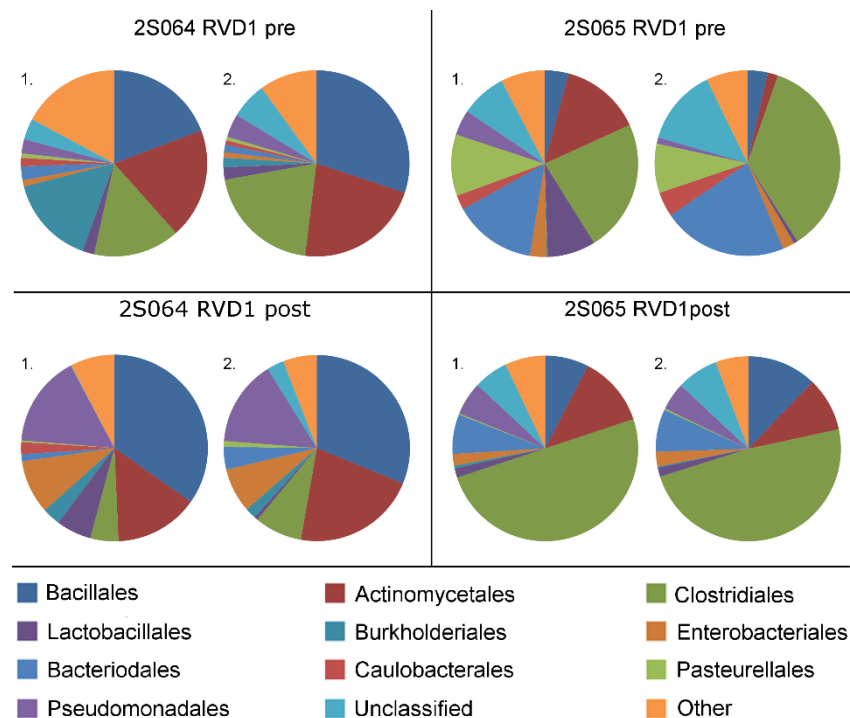 2S064 RVD1 pre
2S065 RVD1 pre
1.
2.
1.
2.
2S064 RVD1 post
2S065 RVD1post
1.
2.
1.
2.
Bacillales
Actinomycetales
Clostridiales
Lactobacillales
Burkholderiales
Enterobacteriales
Bacteriodales
Caulobacterales
Pasteurellales
Pseudomonadales
Unclassified
Other